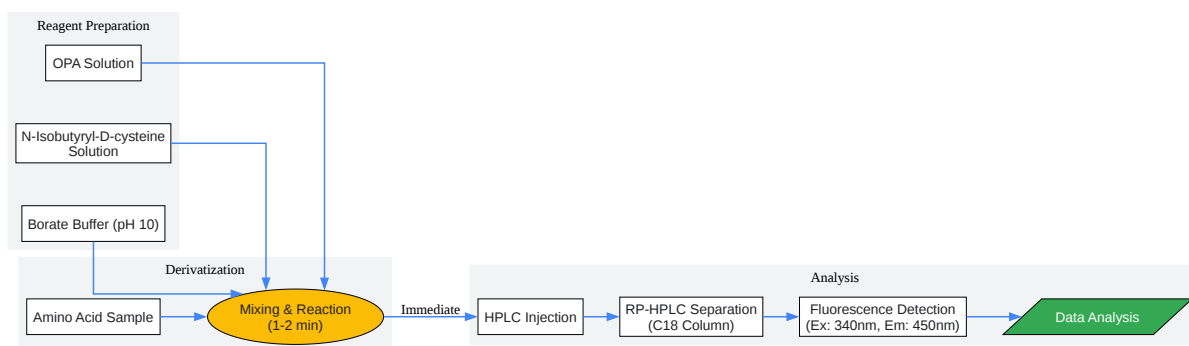 Reagent Preparation
OPA Solution
N-Isobutyryl-D-cysteine
Solution
Borate Buffer (pH 10)
Derivatization
Amino Acid Sample
Mixing & Reaction
(1-2 min)
Immediate
Analysis
HPLC Injection
RP-HPLC Separation
(C18 Column)
Fluorescence Detection
(Ex: 340nm, Em: 450nm)
Data Analysis